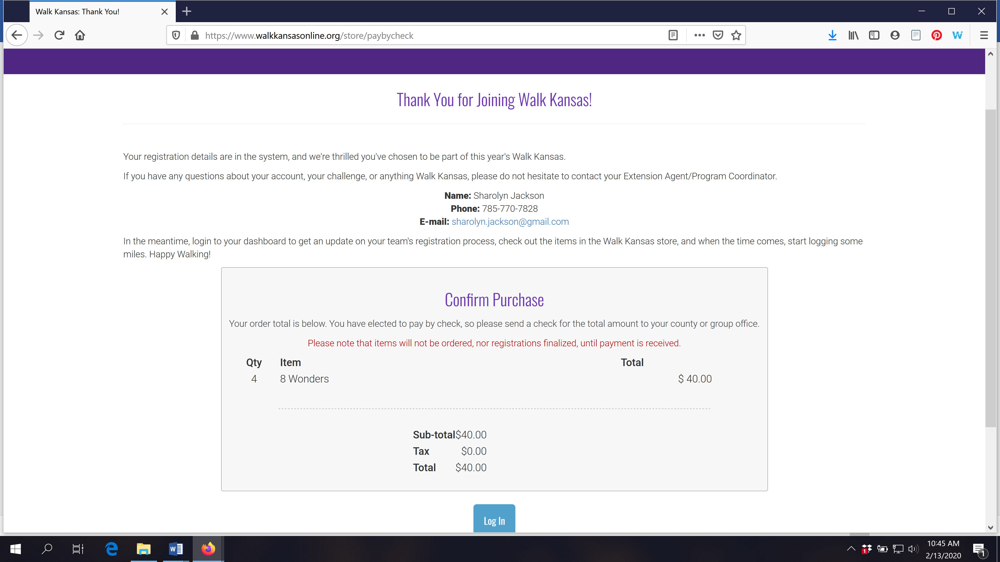 Walk Kansas: Thank You!
https://www.walkkansasonline.org/store/paybycheck
Thank You for Joining Walk Kansas!
Your registration details are in the system, and we're thrilled you've chosen to be part of this year's Walk Kansas.
If you have any questions about your account, your challenge, or anything Walk Kansas, please do not hesitate to contact your Extension Agent/Program Coordinator.
Name: Sharolyn Jackson
Phone: 785-770-7828
E-mail: sharolyn.jackson@gmail.com
In the meantime, login to your dashboard to get an update on your team's registration process, check out the items in the Walk Kansas store, and when the time comes, start logging some
miles. Happy Walking!
Confirm Purchase
Your order total is below. You have elected to pay by check, so please send a check for the total amount to your county or group office.
Please note that items will not be ordered, nor registrations finalized, until payment is received.
Qty Item Total
4 8 Wonders $ 40.00
Sub-total $40.00
Tax $0.00
Total $40.00
Log In
10:45 AM
2/13/2020
1
1